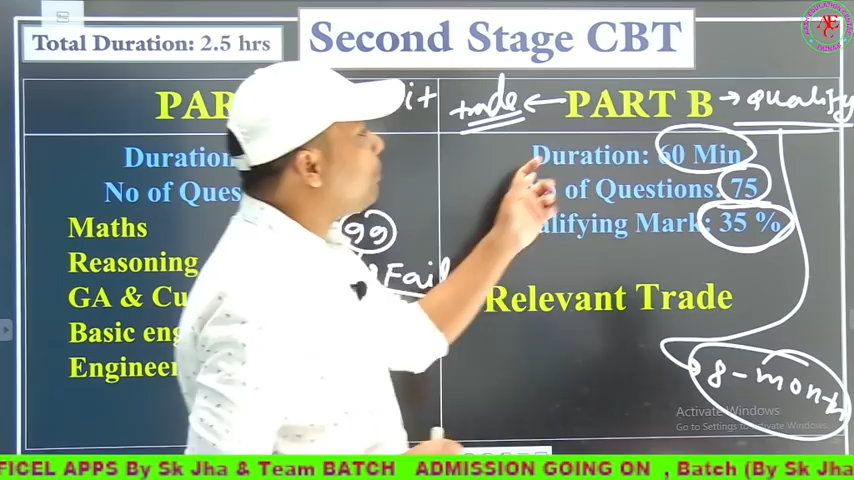 Total Duration: 2.5 hrs
Second Stage CBT
PAR
it
Duration
No of Ques
Maths
Reasoning
GA & Cu
Basic eng
Engineer
99
Fail
trade ← PART B → qualify
Duration: 60 Min
of Questions: 75
alifying Mark: 35 %
Relevant Trade
8 - month
Activate Windows
Go to Settings to activate Windows.
FICEL APPS By Sk Jha & Team BATCH ADMISSION GOING ON , Batch (By Sk Jha